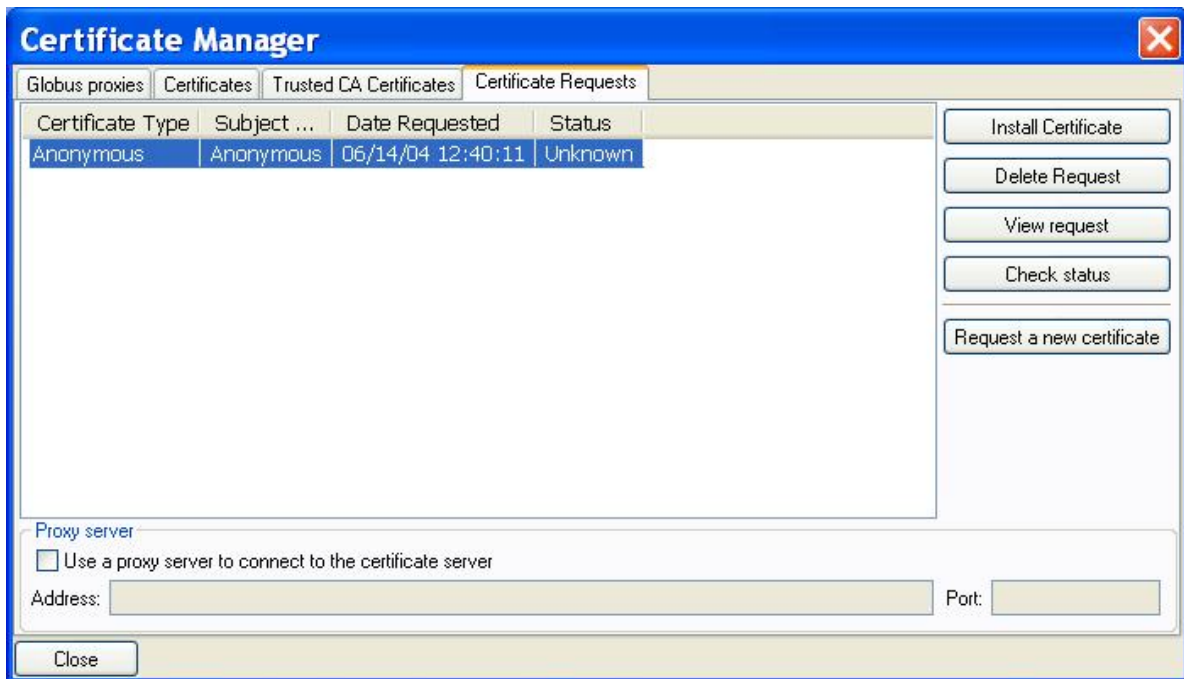 Certificate Manager
Globus proxies Certificates Trusted CA Certificates Certificate Requests
Certificate Type Subject ... Date Requested Status
Anonymous Anonymous 06/14/04 12:40:11 Unknown
Install Certificate
Delete Request
View request
Check status
Request a new certificate
Proxy server
Use a proxy server to connect to the certificate server
Address: Port:
Close